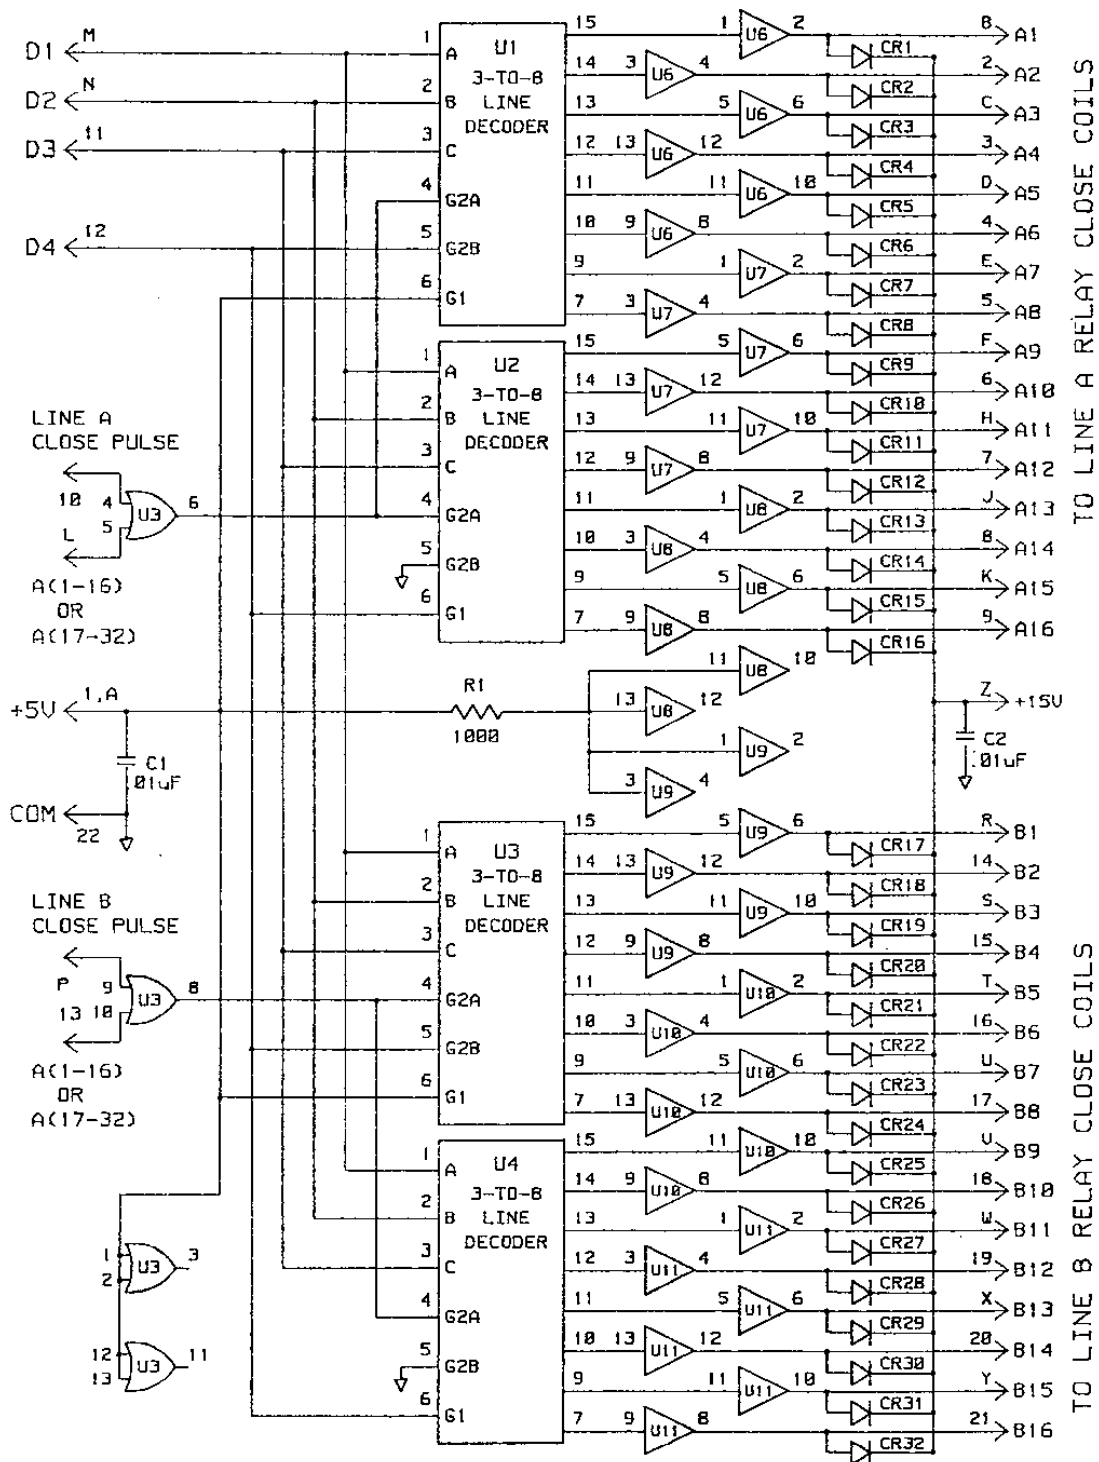 D1 M 1 A U1 15 1 U6 2 B A1
3-TO-8 LINE DECODER
CR1
14 3 U6 4 2 A2
CR2
D2 N 2 B 13 5 U6 6 C A3
CR3
D3 11 3 C 12 13 U6 12 3 A4
CR4
4 G2A 11 11 U6 10 D A5
CR5
D4 12 5 G2B 10 9 U6 8 4 A6
CR6
6 G1 9 1 U7 2 E A7
CR7
7 3 U7 4 5 A8
CR8
TO LINE A RELAY CLOSE COILS
1 A U2 15 5 U7 6 F A9
3-TO-8 LINE DECODER
CR9
14 13 U7 12 6 A10
CR10
2 B 13 11 U7 10 H A11
CR11
3 C 12 9 U7 8 7 A12
CR12
4 G2A 11 1 U8 2 J A13
CR13
5 G2B 10 3 U8 4 8 A14
CR14
6 G1 9 5 U8 6 K A15
CR15
7 9 U8 8 9 A16
CR16
LINE A
CLOSE PULSE
10 4 U3 6
L 5
A(1-16)
OR
A(17-32)
+5V 1,A
R1
1000
11 U8 10
13 U8 12
1 U9 2
3 U9 4
Z +15V
C1
.01uF
C2
.01uF
COM 22
1 A U3 15 5 U9 6 R B1
3-TO-8
LINE
DECODER
CR17
14 13 U9 12 14 B2
CR18
2 B 13 11 U9 10 S B3
CR19
3 C 12 9 U9 8 15 B4
CR20
4 G2A 11 1 U10 2 T B5
CR21
5 G2B 10 3 U10 4 16 B6
CR22
6 G1 9 5 U10 6 U B7
CR23
7 13 U10 12 17 B8
CR24
LINE B
CLOSE PULSE
P 9 U3 8
13 10
A(1-16)
OR
A(17-32)
TO LINE B RELAY CLOSE COILS
1 A U4 15 11 U10 10 V B9
3-TO-8
LINE
DECODER
CR25
14 9 U10 8 18 B10
CR26
2 B 13 1 U11 2 W B11
CR27
3 C 12 3 U11 4 19 B12
CR28
4 G2A 11 5 U11 6 X B13
CR29
5 G2B 10 13 U11 12 20 B14
CR30
6 G1 9 11 U11 10 Y B15
CR31
7 9 U11 8 21 B16
CR32
1 U3 3
2
12 U3 11
13